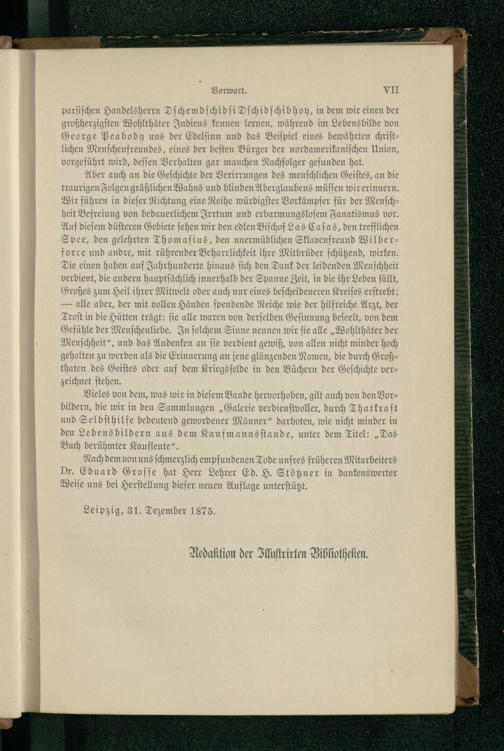 Vorwort. VII
parsischen Handelsherrn Dschemdschidsi Dschidschibhoy, in dem wir einen der
großherzigsten Wohlthäter Indiens kennen lernen, während im Lebensbilde von
George Peabody uns der Edelsinn und das Beispiel eines bewährten christ-
lichen Menschenfreundes, eines der besten Bürger der nordamerikanischen Union,
vorgeführt wird, dessen Verhalten gar manchen Nachfolger gefunden hat.
Aber auch an die Geschichte der Verirrungen des menschlichen Geistes, an die
traurigen Folgen gräßlichen Wahns und blinden Aberglaubens müssen wir erinnern.
Wir führen in dieser Richtung eine Reihe würdigster Vorkämpfer für der Mensch-
heit Befreiung von bedauerlichem Irrtum und erbarmungslosem Fanatismus vor.
Auf diesem düsteren Gebiete sehen wir den edlen Bischof Las Casas, den trefflichen
Spee, den gelehrten Thomasius, den unermüdlichen Sklavenfreund Wilber-
force und andre, mit rührender Beharrlichkeit ihre Mitbrüder schützend, wirken.
Die einen haben auf Jahrhunderte hinaus sich den Dank der leidenden Menschheit
verdient, die andern hauptsächlich innerhalb der Spanne Zeit, in die ihr Leben fällt,
Großes zum Heil ihrer Mitwelt oder auch nur eines bescheideneren Kreises erstrebt;
— alle aber, der mit vollen Händen spendende Reiche wie der hilfreiche Arzt, der
Trost in die Hütten trägt: sie alle waren von derselben Gesinnung beseelt, von dem
Gefühle der Menschenliebe. In solchem Sinne nennen wir sie alle „Wohlthäter der
Menschheit“, und das Andenken an sie verdient gewiß, von allen nicht minder hoch
gehalten zu werden als die Erinnerung an jene glänzenden Namen, die durch Groß-
thaten des Geistes oder auf dem Kriegsfelde in den Büchern der Geschichte ver-
zeichnet stehen.
Vieles von dem, was wir in diesem Bande hervorhoben, gilt auch von den Vor-
bildern, die wir in den Sammlungen „Galerie verdienstvoller, durch Thatkraft
und Selbsthilfe bedeutend gewordener Männer“ darboten, wie nicht minder in
den Lebensbildern aus dem Kaufmannsstande, unter dem Titel: „Das
Buch berühmter Kaufleute“.
Nach dem von uns schmerzlich empfundenen Tode unsres früheren Mitarbeiters
Dr. Eduard Grosse hat Herr Lehrer Ed. H. Stötzner in dankenswerter
Weise uns bei Herstellung dieser neuen Auflage unterstützt.
Leipzig, 31. Dezember 1875.
Redaktion der Illustrirten Bibliotheken.